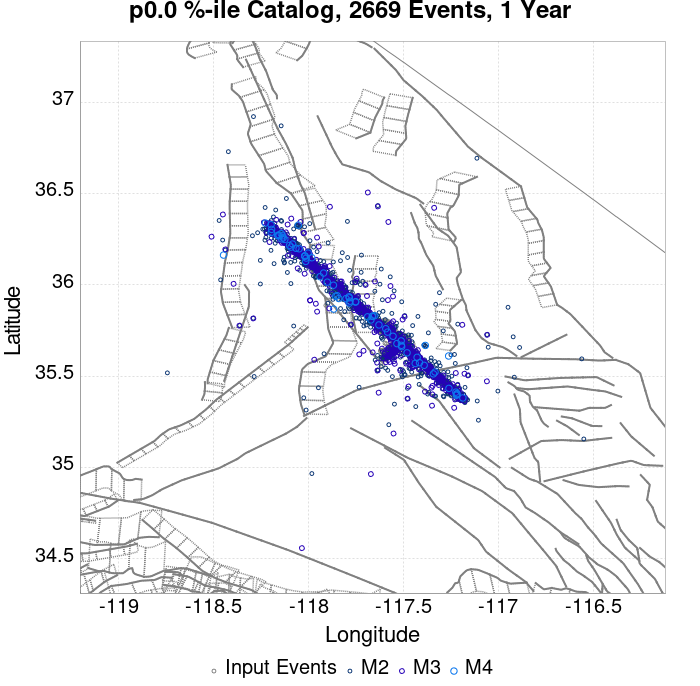 p0.0 %-ile Catalog, 2669 Events, 1 Year
Latitude
37
36.5
36
35.5
35
34.5
-119 -118.5 -118 -117.5 -117 -116.5
Longitude
Input Events M2 M3 M4